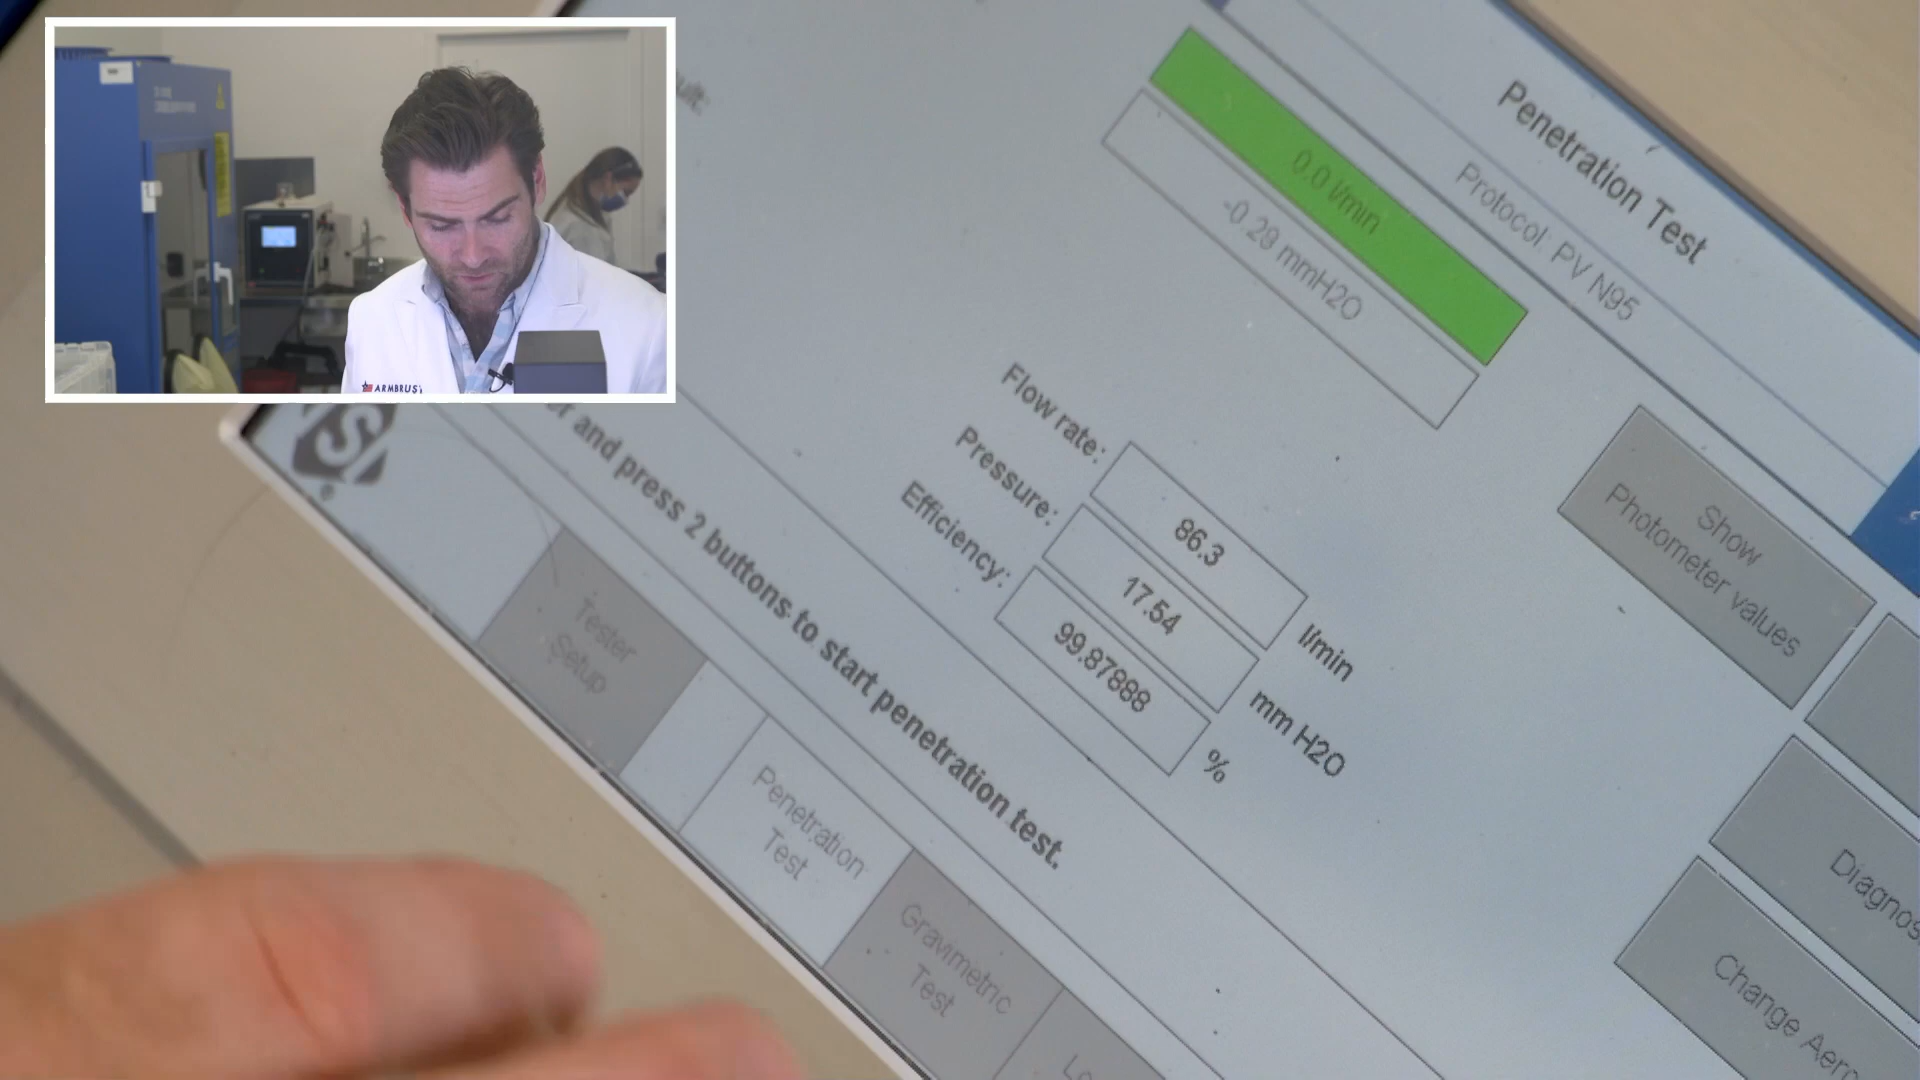 Penetration Test
Protocol: PV N95
0.0 l/min
-0.28 mmH2O
Flow rate:
86.3
l/min
Pressure:
17.54
mm H2O
Efficiency:
99.87888
%
Show
Photometer values
and press 2 buttons to start penetration test.
Tester
Setup
Penetration
Test
Gravimetric
Test
Diagnos
Change Aero
ARMBRUST